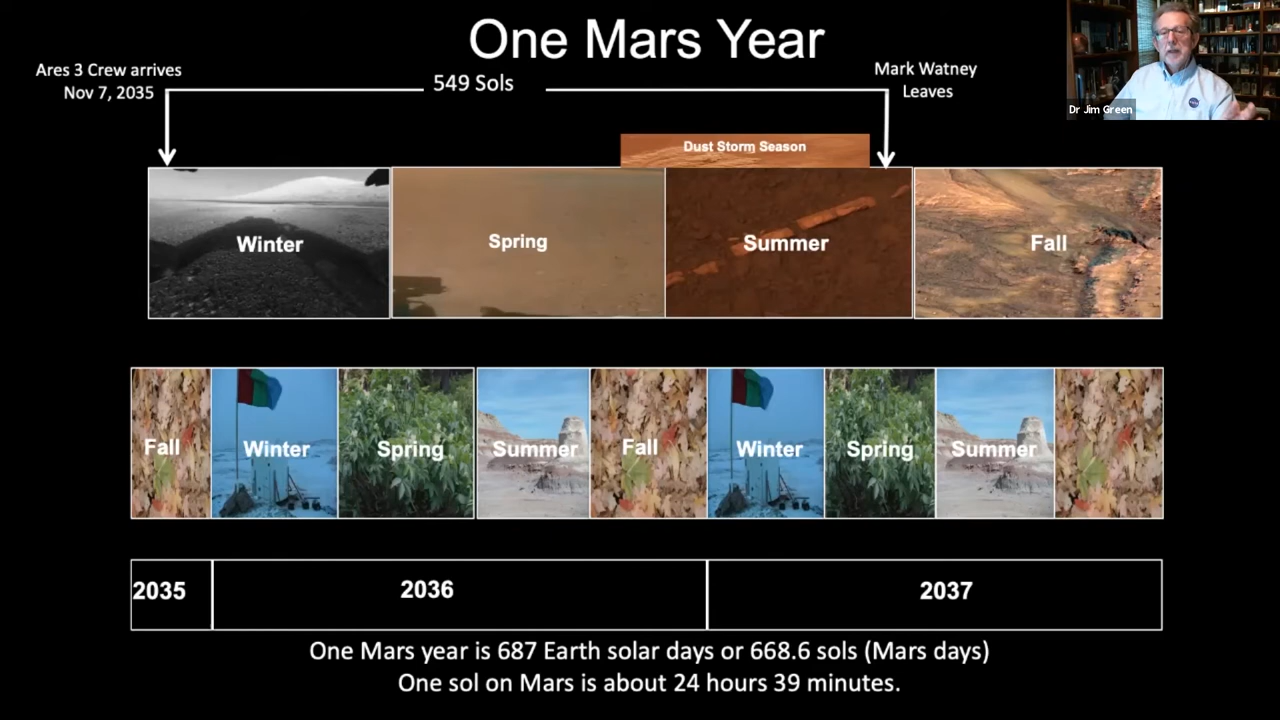 One Mars Year
Ares 3 Crew arrives
Nov 7, 2035
549 Sols
Mark Watney
Leaves
Dr Jim Green
Dust Storm Season
Winter
Spring
Summer
Fall
Fall
Winter
Spring
Summer
Fall
Winter
Spring
Summer
2035
2036
2037
One Mars year is 687 Earth solar days or 668.6 sols (Mars days)
One sol on Mars is about 24 hours 39 minutes.